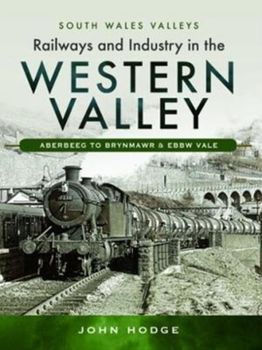 SOUTH WALES VALLEYS
Railways and Industry in the
WESTERN VALLEY
ABERBEEG TO BRYNMAWR & EBBW VALE
JOHN HODGE